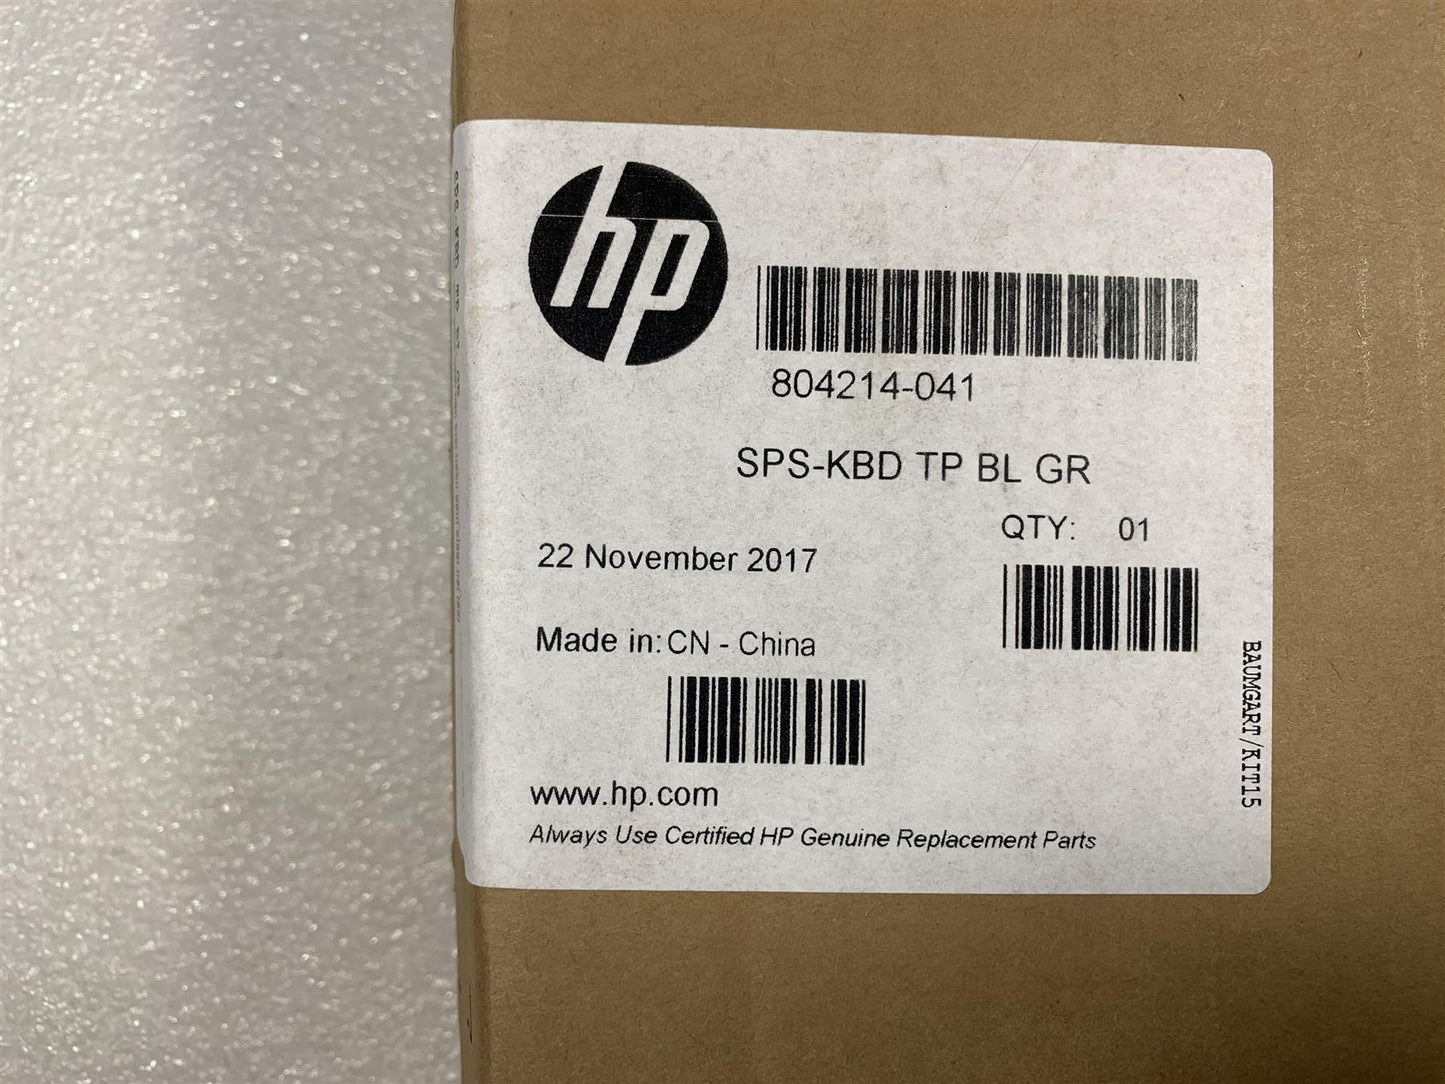 hp
804214-041
SPS-KBD TP BL GR
QTY: 01
22 November 2017
Made in: CN - China
www.hp.com
Always Use Certified HP Genuine Replacement Parts
BAUMGART/KIT15